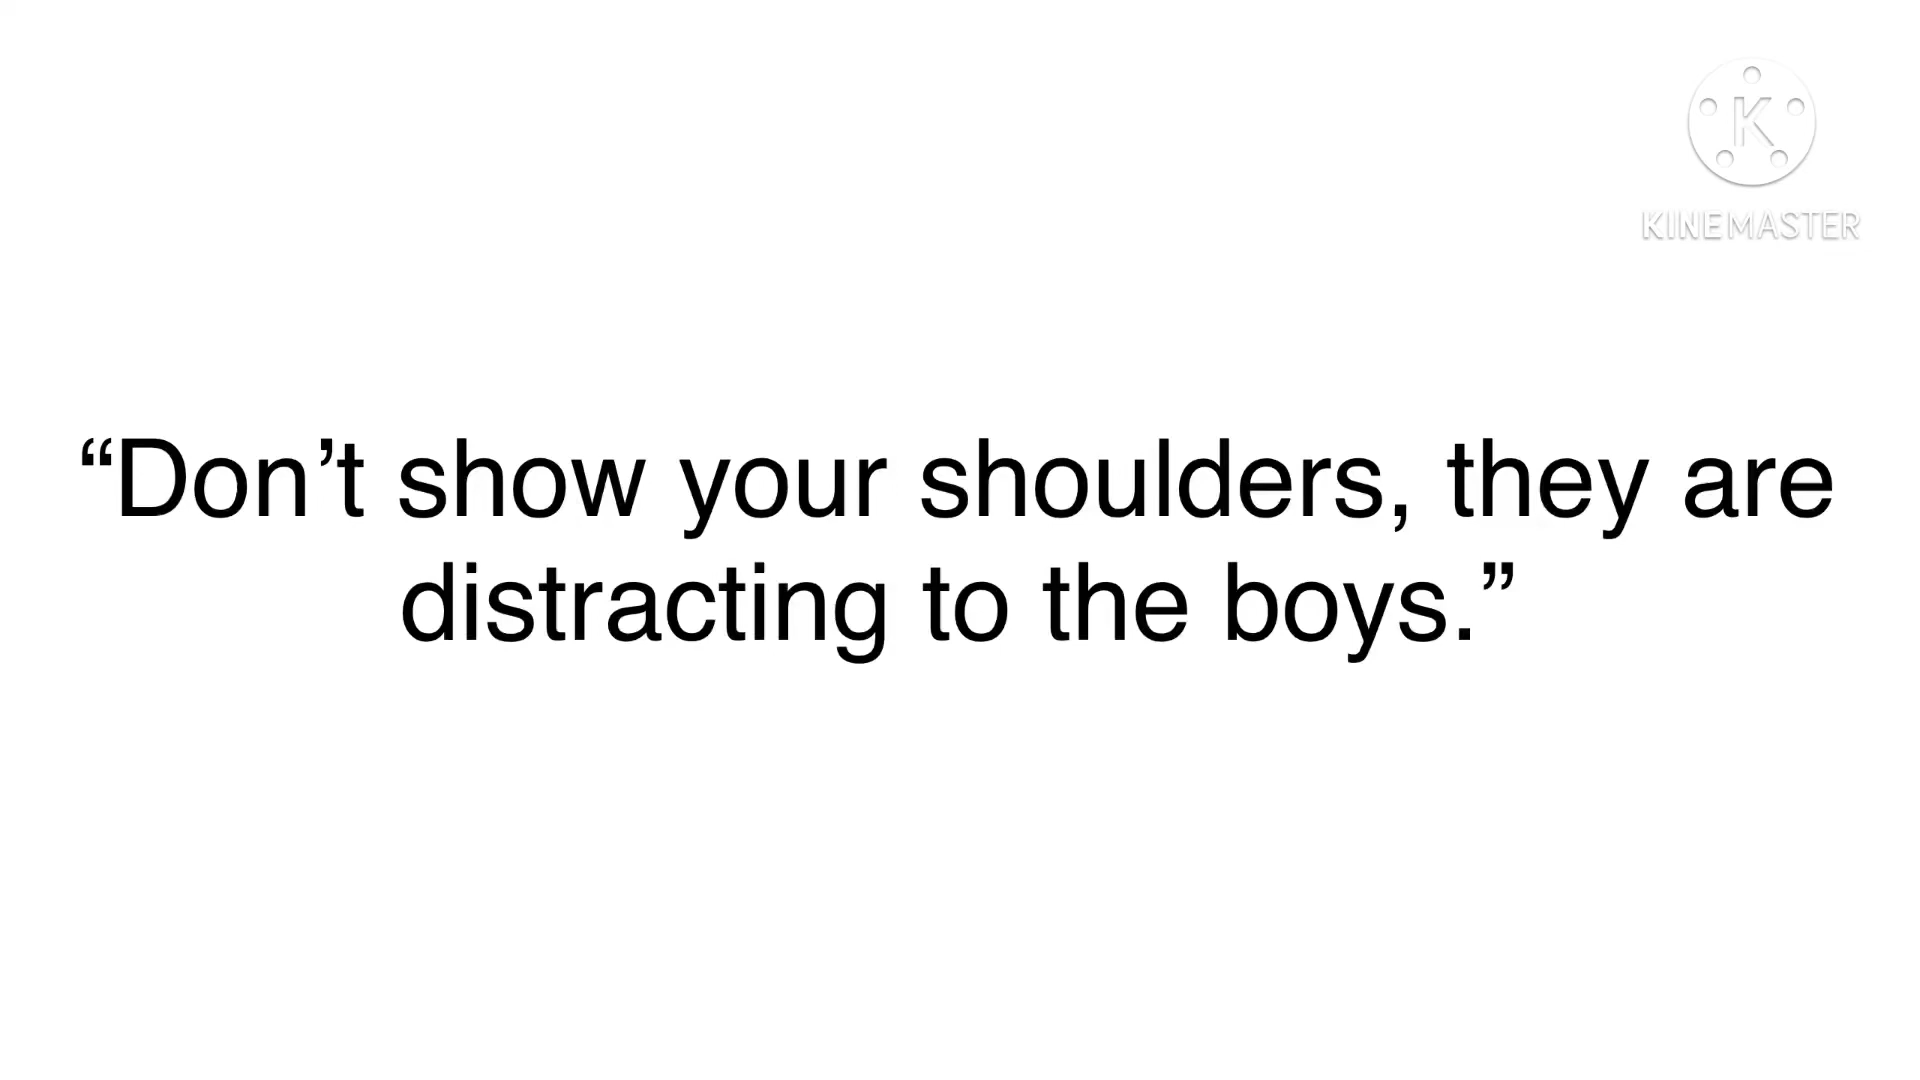 K
KINEMASTER
“Don’t show your shoulders, they are
distracting to the boys.”